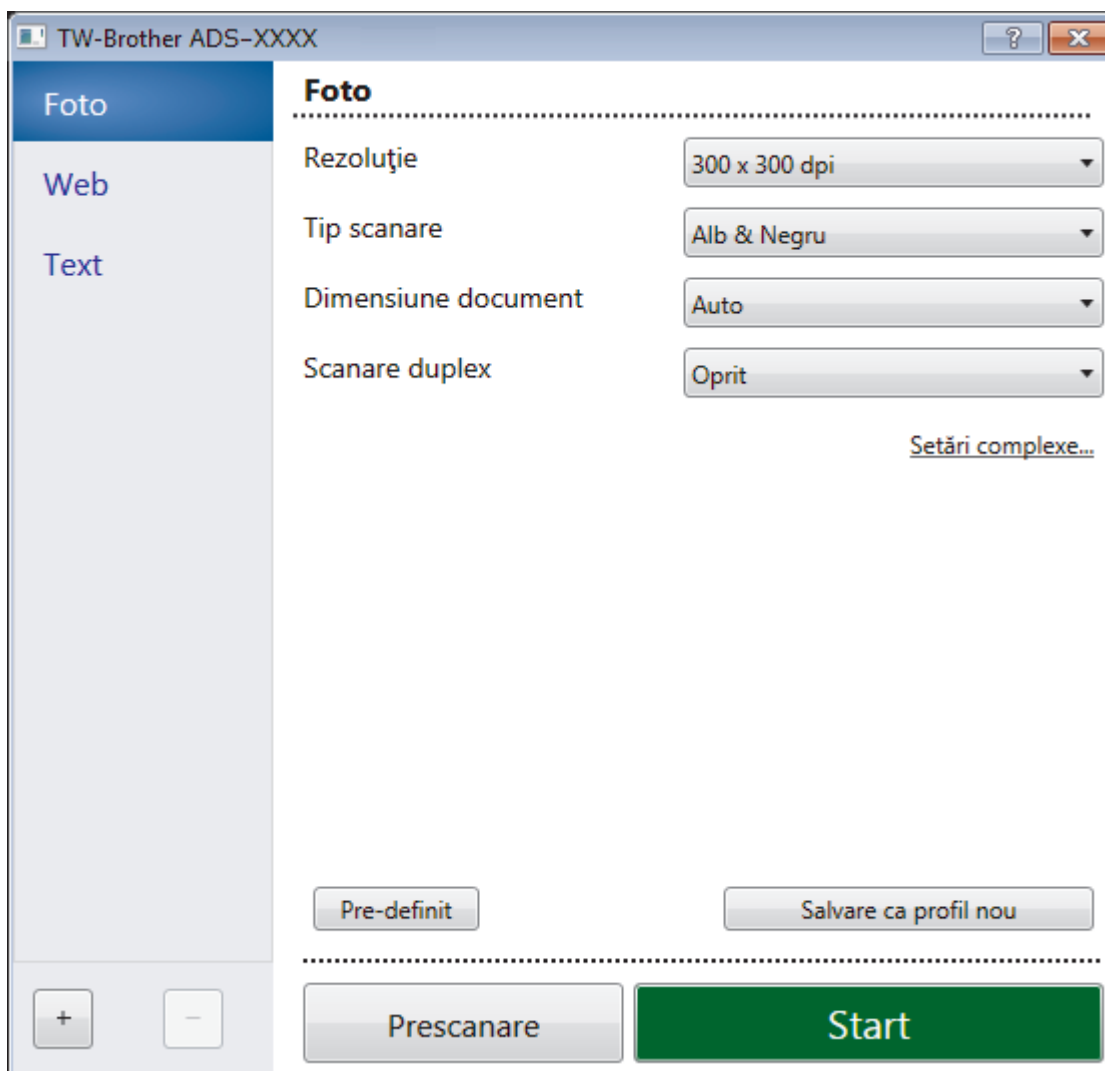 TW-Brother ADS–XXXX
?
Foto
Web
Text
+
−
Foto
Rezoluţie
300 x 300 dpi
Tip scanare
Alb & Negru
Dimensiune document
Auto
Scanare duplex
Oprit
Setări complexe...
Pre-definit
Salvare ca profil nou
Prescanare
Start